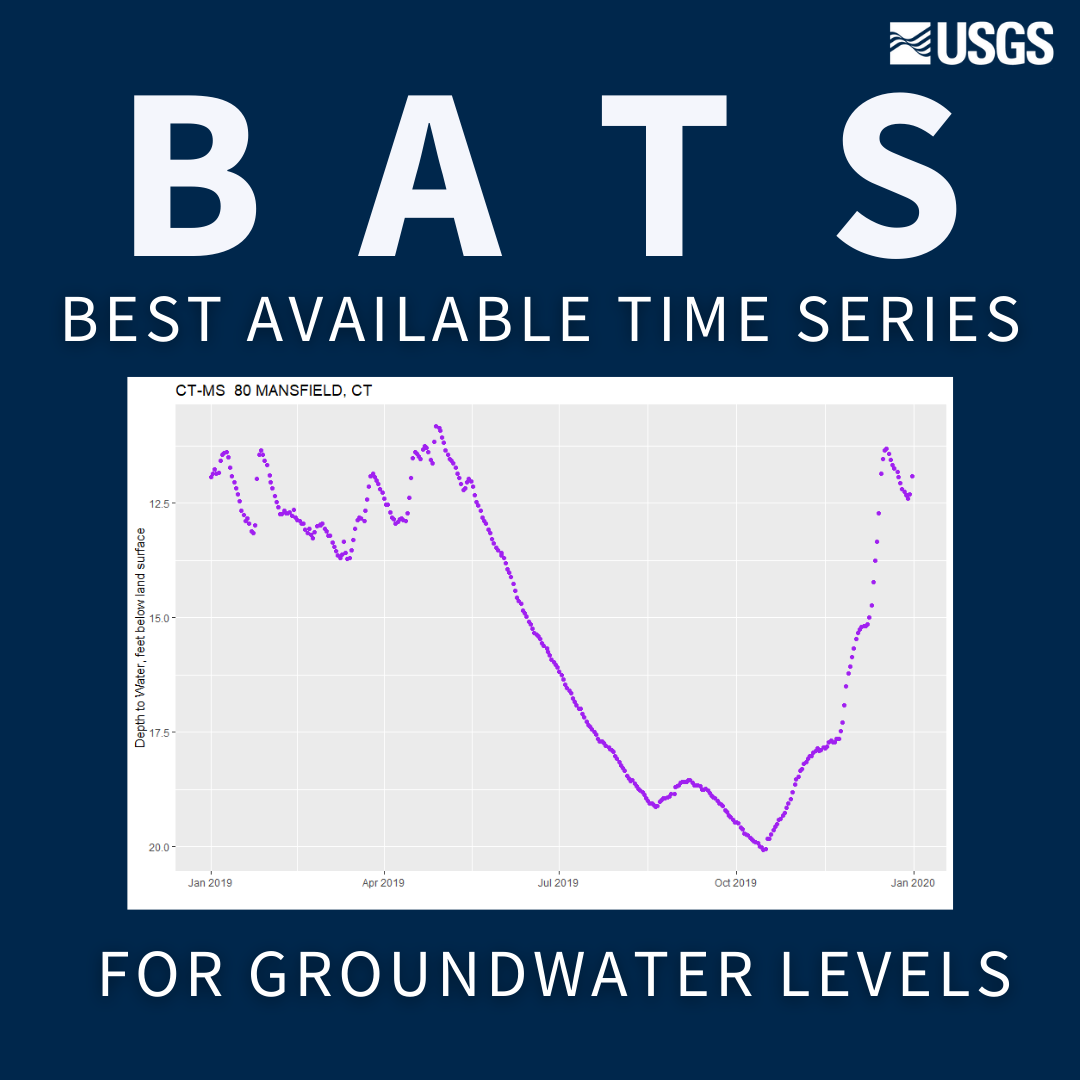 USGS
BATS
BEST AVAILABLE TIME SERIES
CT-MS 80 MANSFIELD, CT
Depth to Water, feet below land surface
12.5
15.0
17.5
20.0
Jan 2019 Apr 2019 Jul 2019 Oct 2019 Jan 2020
FOR GROUNDWATER LEVELS